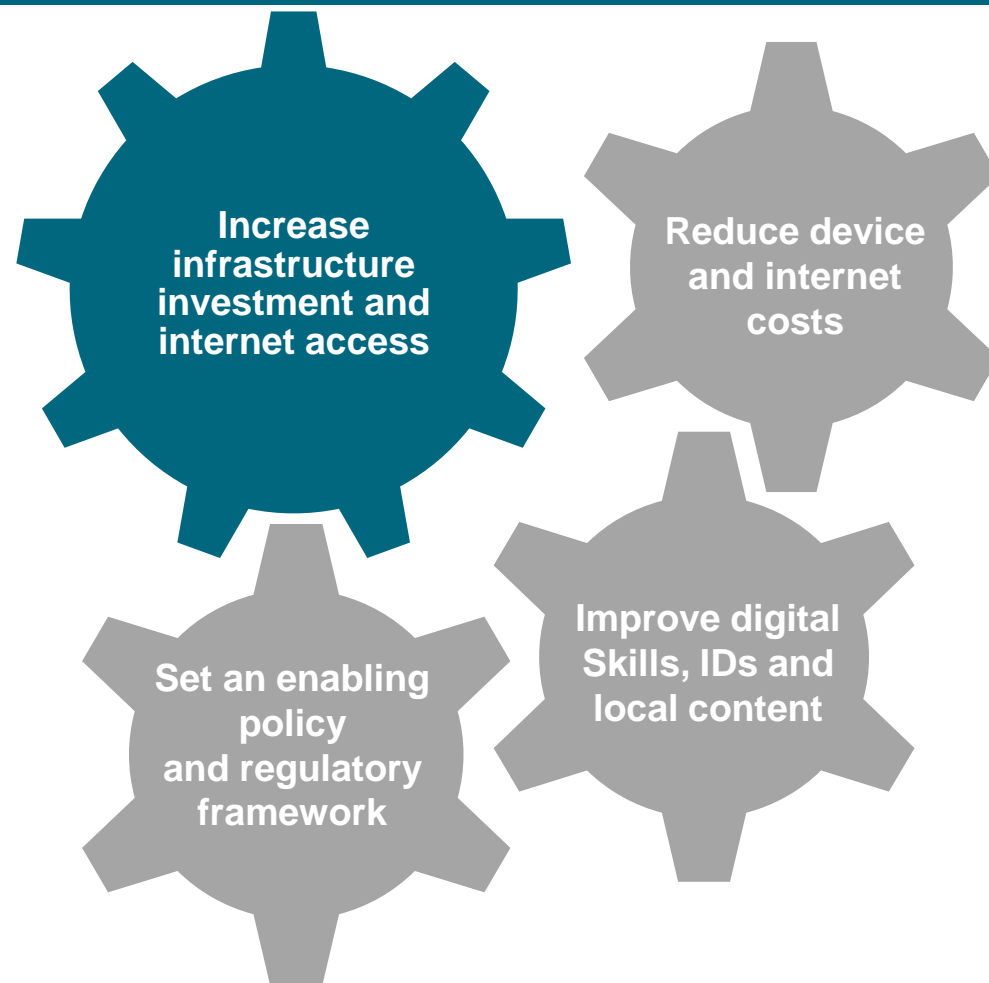 Increase
infrastructure
investment and
internet access
Reduce device
and internet
costs
Improve digital
Skills, IDs and
local content
Set an enabling
policy
and regulatory
framework